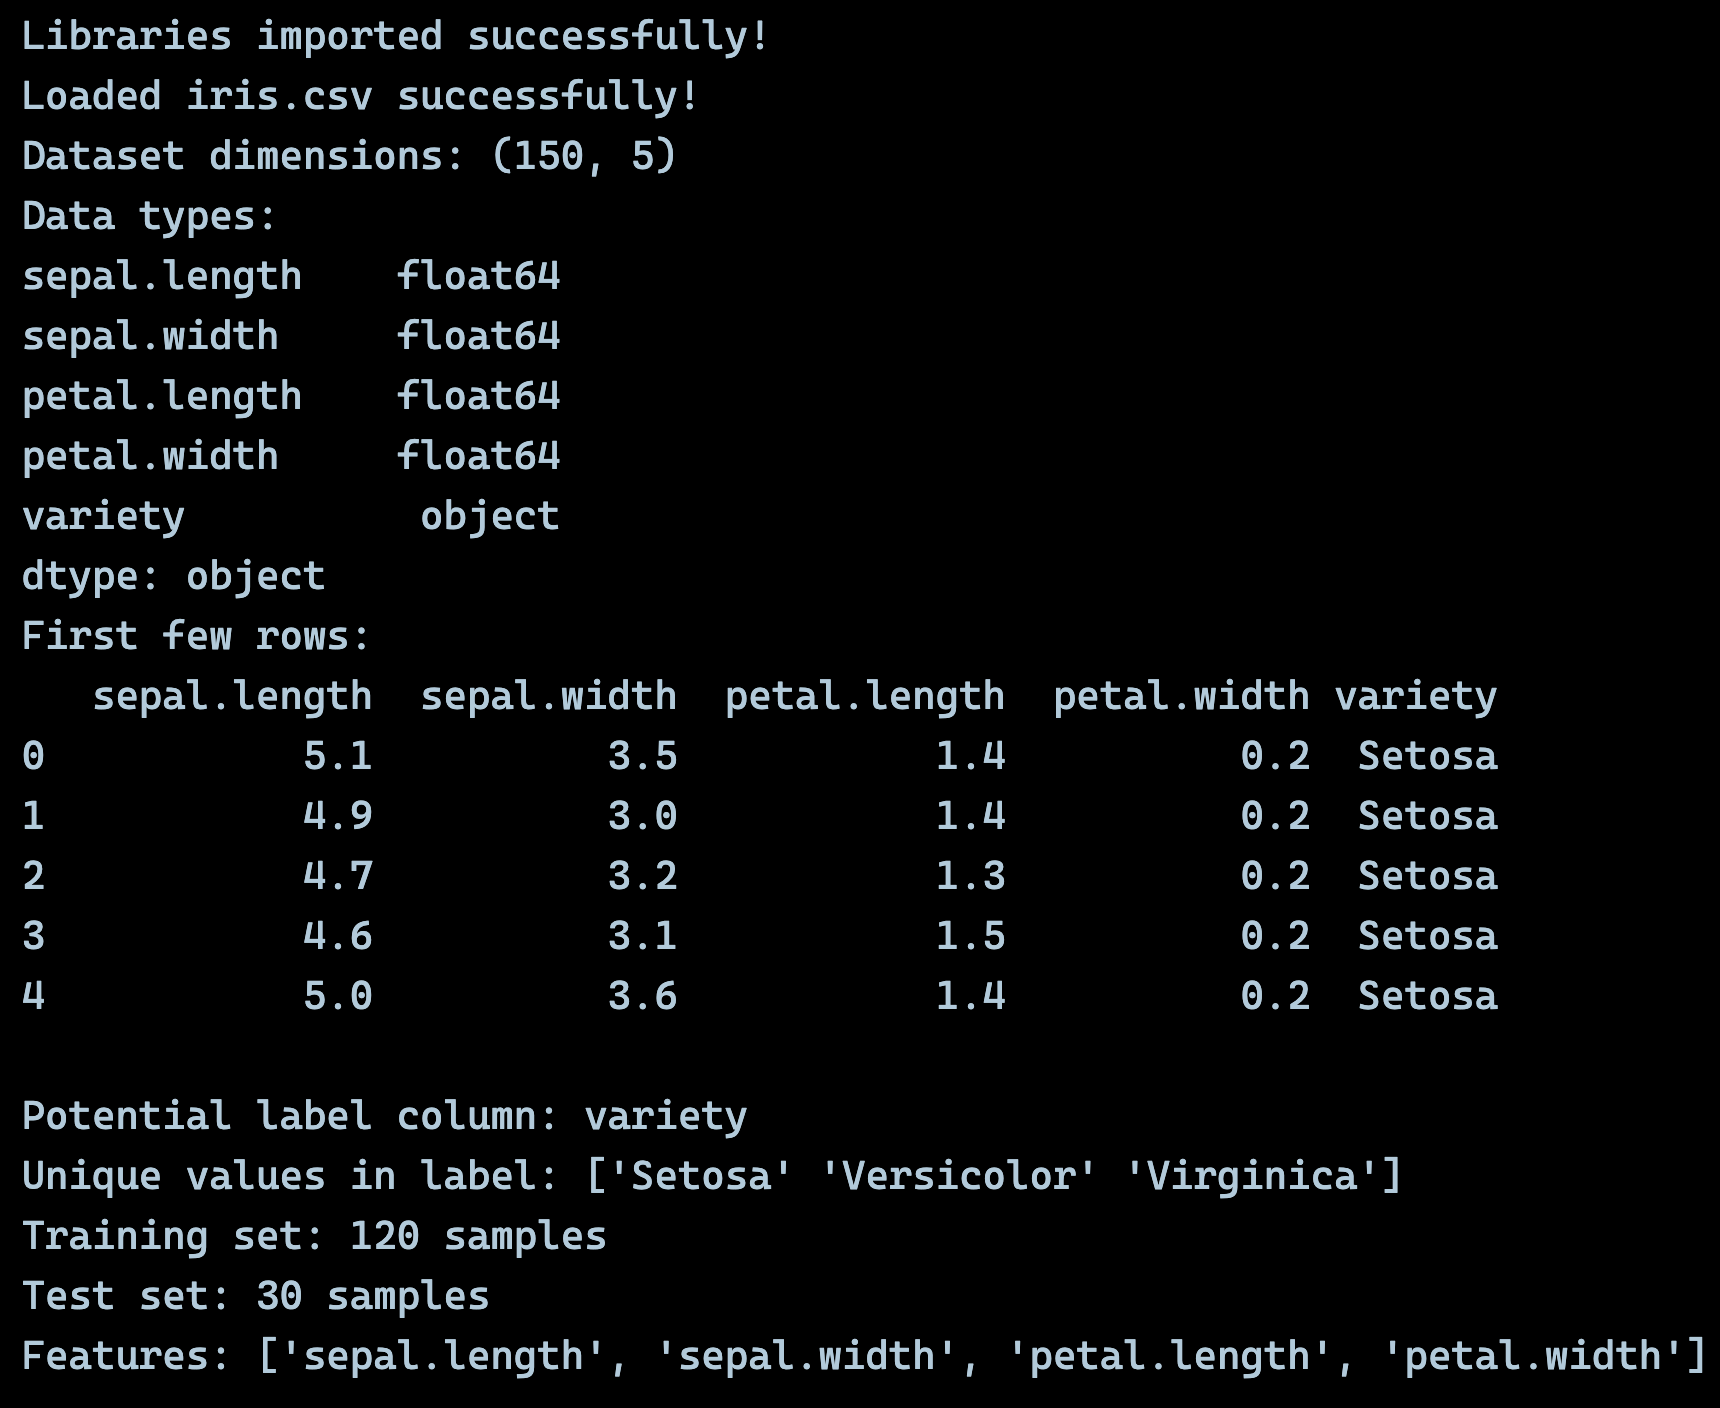 Libraries imported successfully!
Loaded iris.csv successfully!
Dataset dimensions: (150, 5)
Data types:
sepal.length    float64
sepal.width     float64
petal.length    float64
petal.width     float64
variety          object
dtype: object
First few rows:
   sepal.length  sepal.width  petal.length  petal.width variety
0           5.1          3.5           1.4          0.2  Setosa
1           4.9          3.0           1.4          0.2  Setosa
2           4.7          3.2           1.3          0.2  Setosa
3           4.6          3.1           1.5          0.2  Setosa
4           5.0          3.6           1.4          0.2  Setosa

Potential label column: variety
Unique values in label: ['Setosa' 'Versicolor' 'Virginica']
Training set: 120 samples
Test set: 30 samples
Features: ['sepal.length', 'sepal.width', 'petal.length', 'petal.width']